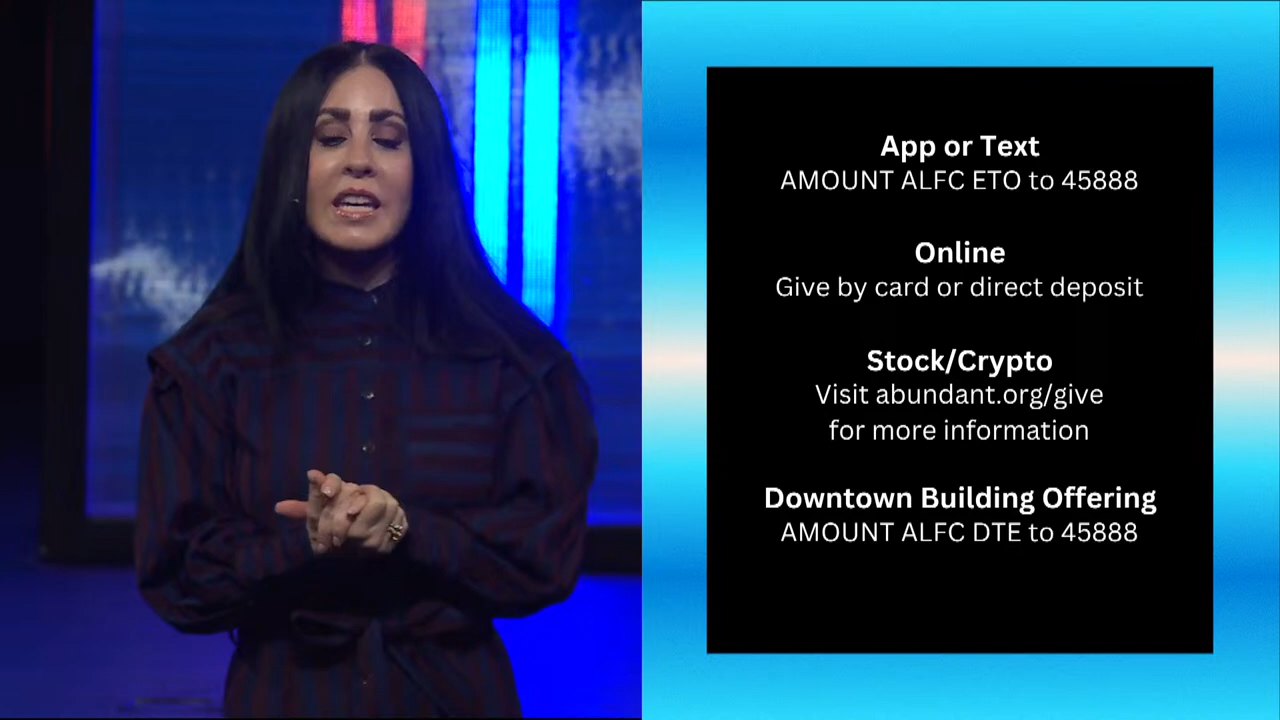 App or Text
AMOUNT ALFC ETO to 45888
Online
Give by card or direct deposit
Stock/Crypto
Visit abundant.org/give
for more information
Downtown Building Offering
AMOUNT ALFC DTE to 45888